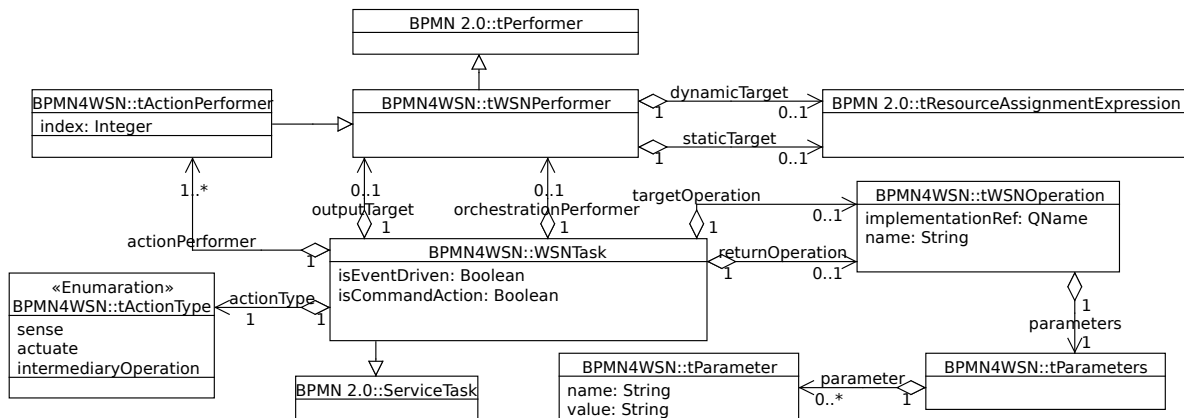 BPMN 2.0::tPerformer
BPMN4WSN::tActionPerformer
index: Integer
BPMN4WSN::tWSNPerformer
dynamicTarget
1
0..1
staticTarget
1
0..1
BPMN 2.0::tResourceAssignmentExpression
1..*
actionPerformer
1
0..1
outputTarget
1
0..1
orchestrationPerformer
1
targetOperation
1
0..1
returnOperation
1
0..1
BPMN4WSN::tWSNOperation
implementationRef: QName
name: String
BPMN4WSN::WSNTask
isEventDriven: Boolean
isCommandAction: Boolean
«Enumaration»
BPMN4WSN::tActionType
sense
actuate
intermediaryOperation
actionType
1
1
1
parameters
1
BPMN 2.0::ServiceTask
BPMN4WSN::tParameter
name: String
value: String
parameter
0..*
1
BPMN4WSN::tParameters